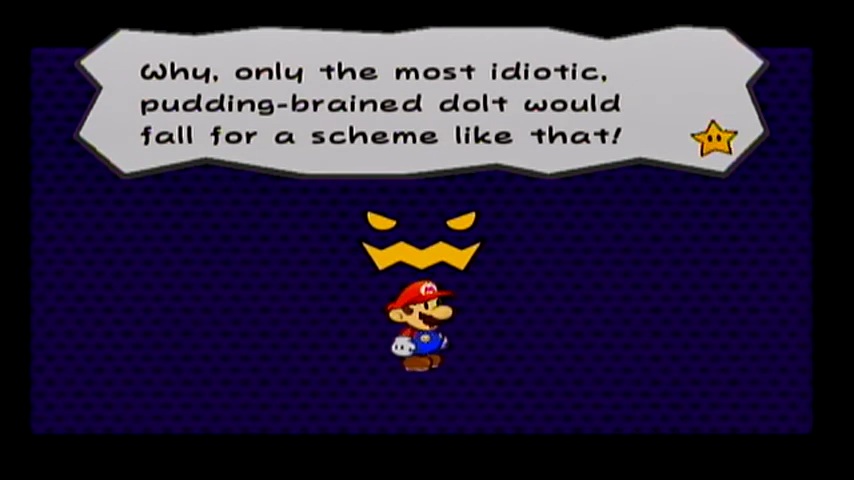 Why, only the most idiotic,
pudding-brained dolt would
fall for a scheme like that!
M